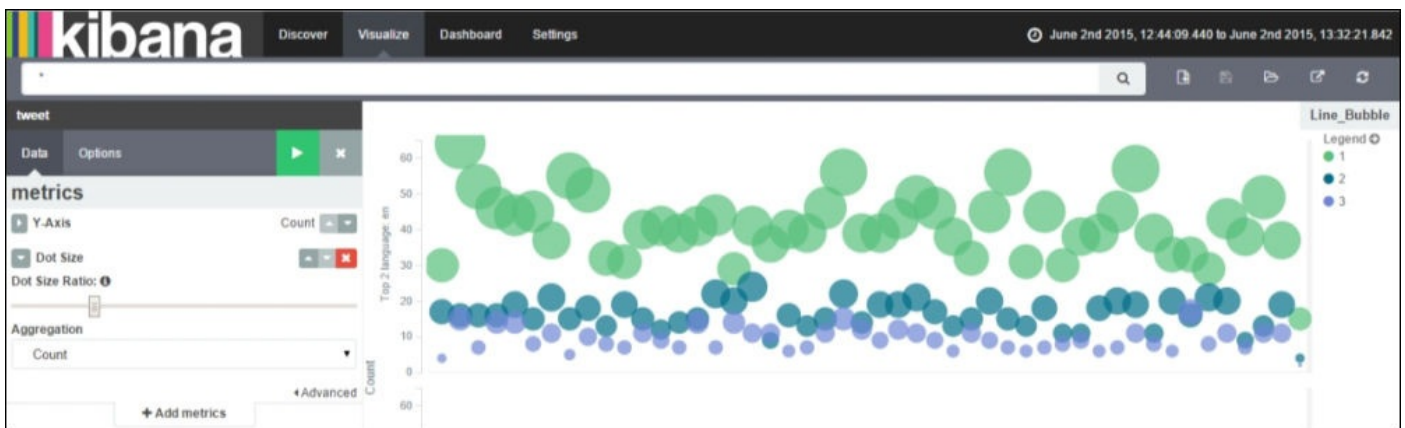 kibana
Discover Visualize Dashboard Settings
June 2nd 2015, 12:44:09.440 to June 2nd 2015, 13:32:21.842
*
tweet
Line_Bubble
Data Options
Legend
1
2
3
metrics
Y-Axis Count
Dot Size
Dot Size Ratio:
Aggregation
Count
Advanced
+ Add metrics
Top 2 language: en
Count
60
50
40
30
20
10
0
60